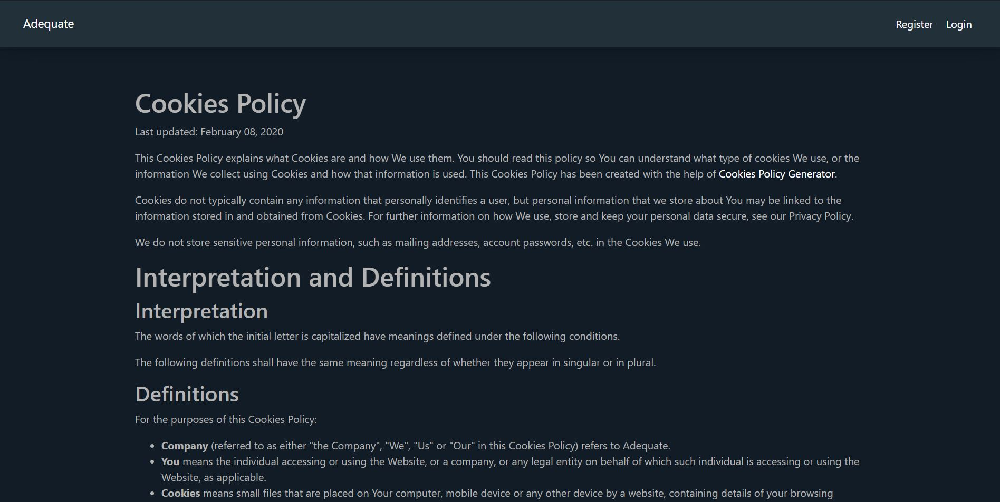 Adequate
Register Login
Cookies Policy
Last updated: February 08, 2020
This Cookies Policy explains what Cookies are and how We use them. You should read this policy so You can understand what type of cookies We use, or the
information We collect using Cookies and how that information is used. This Cookies Policy has been created with the help of Cookies Policy Generator.
Cookies do not typically contain any information that personally identifies a user, but personal information that we store about You may be linked to the
information stored in and obtained from Cookies. For further information on how We use, store and keep your personal data secure, see our Privacy Policy.
We do not store sensitive personal information, such as mailing addresses, account passwords, etc. in the Cookies We use.
Interpretation and Definitions
Interpretation
The words of which the initial letter is capitalized have meanings defined under the following conditions.
The following definitions shall have the same meaning regardless of whether they appear in singular or in plural.
Definitions
For the purposes of this Cookies Policy:
• Company (referred to as either "the Company", "We", "Us" or "Our" in this Cookies Policy) refers to Adequate.
• You means the individual accessing or using the Website, or a company, or any legal entity on behalf of which such individual is accessing or using the
Website, as applicable.
• Cookies means small files that are placed on Your computer, mobile device or any other device by a website, containing details of your browsing